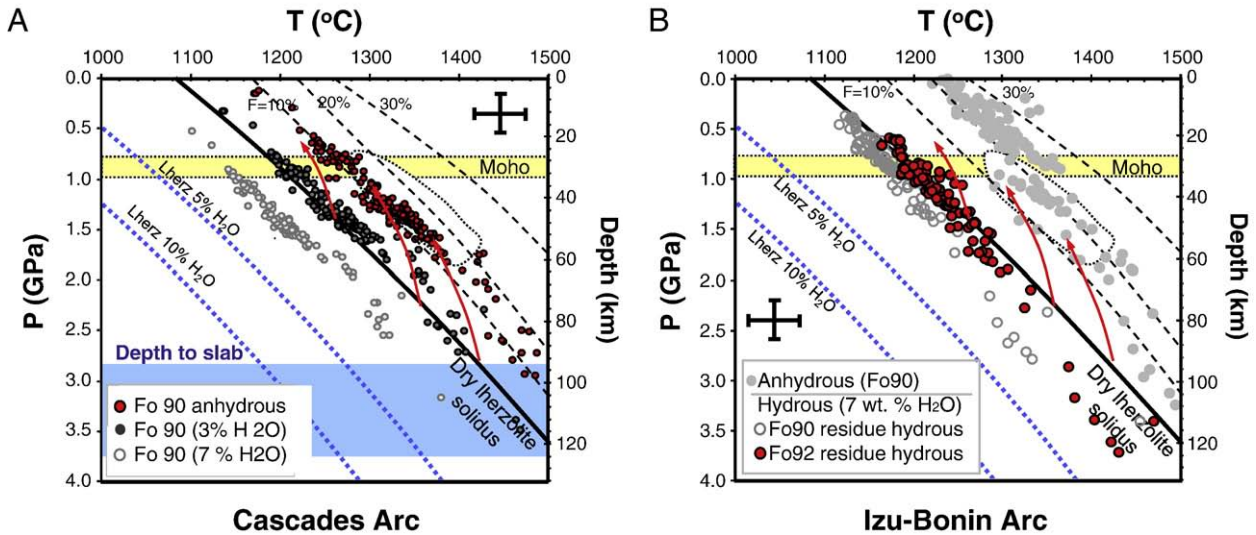 A
T (ºC)
1000 1100 1200 1300 1400 1500
0.0
0.5
1.0
1.5
2.0
2.5
3.0
3.5
4.0
P (GPa)
0
20
40
60
80
100
120
Depth (km)
F=10%
20%
30%
Moho
Lherz 5% H2O
Lherz 10% H2O
Depth to slab
Dry lherzolite
solidus
Fo 90 anhydrous
Fo 90 (3% H 2O)
Fo 90 (7 % H2O)
Cascades Arc
B
T (ºC)
1000 1100 1200 1300 1400 1500
0.0
0.5
1.0
1.5
2.0
2.5
3.0
3.5
4.0
P (GPa)
0
20
40
60
80
100
120
Depth (km)
F=10%
30%
Moho
Lherz 5% H2O
Lherz 10% H2O
Dry lherzolite
solidus
Anhydrous (Fo90)
Hydrous (7 wt. % H2O)
Fo90 residue hydrous
Fo92 residue hydrous
Izu-Bonin Arc